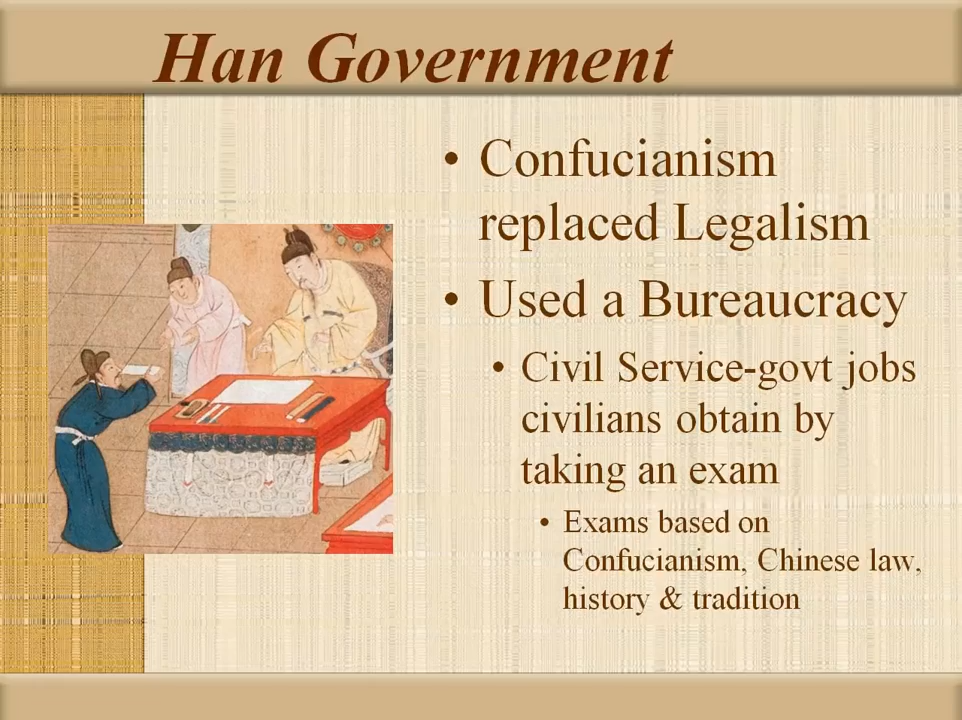 Han Government
• Confucianism
replaced Legalism
• Used a Bureaucracy
• Civil Service-govt jobs
civilians obtain by
taking an exam
• Exams based on
Confucianism, Chinese law,
history & tradition